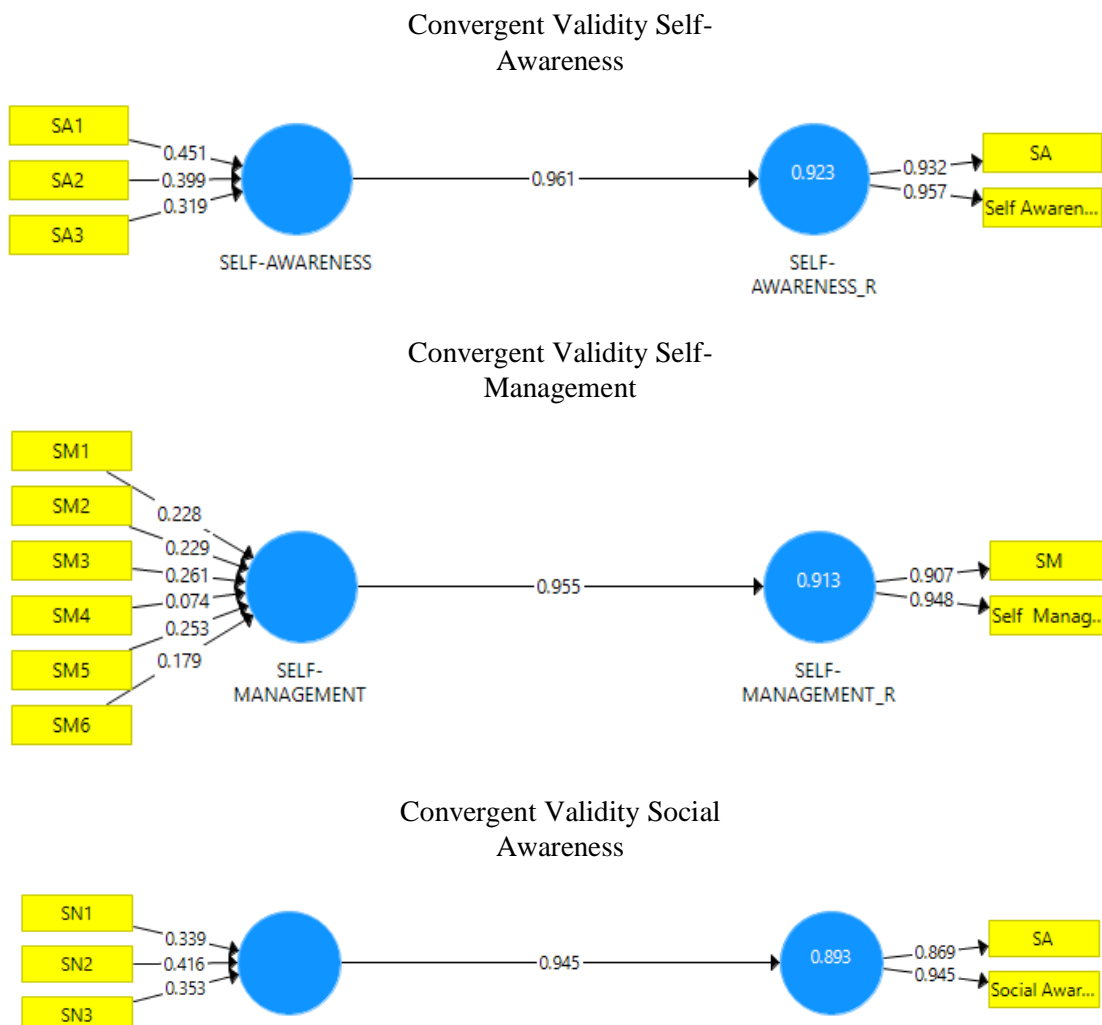 Convergent Validity Self-
Awareness
SA1
SA2
SA3
0.451
0.399
0.319
SELF-AWARENESS
0.961
0.923
SELF-
AWARENESS_R
0.932
0.957
SA
Self Awaren...
Convergent Validity Self-
Management
SM1
SM2
SM3
SM4
SM5
SM6
0.228
0.229
0.261
0.074
0.253
0.179
SELF-
MANAGEMENT
0.955
0.913
SELF-
MANAGEMENT_R
0.907
0.948
SM
Self Manag..
Convergent Validity Social
Awareness
SN1
SN2
SN3
0.339
0.416
0.353
0.945
0.893
0.869
0.945
SA
Social Awar...